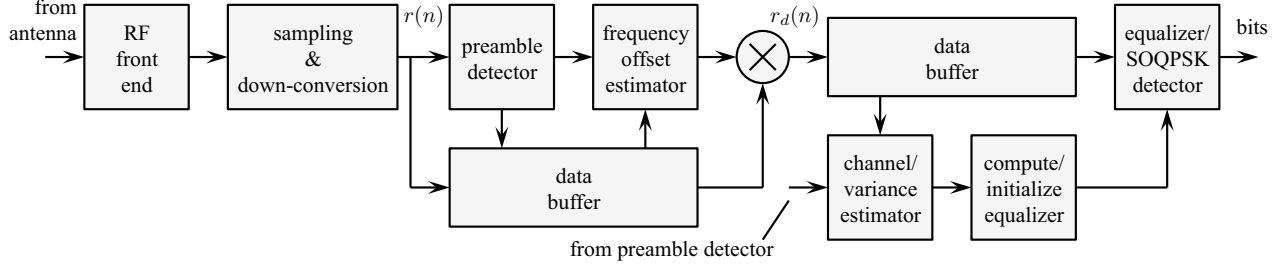 from
antenna
RF
front
end
sampling
&
down-conversion
r(n)
preamble
detector
frequency
offset
estimator
data
buffer
r_d(n)
data
buffer
equalizer/
SOQPSK
detector
bits
channel/
variance
estimator
compute/
initialize
equalizer
from preamble detector